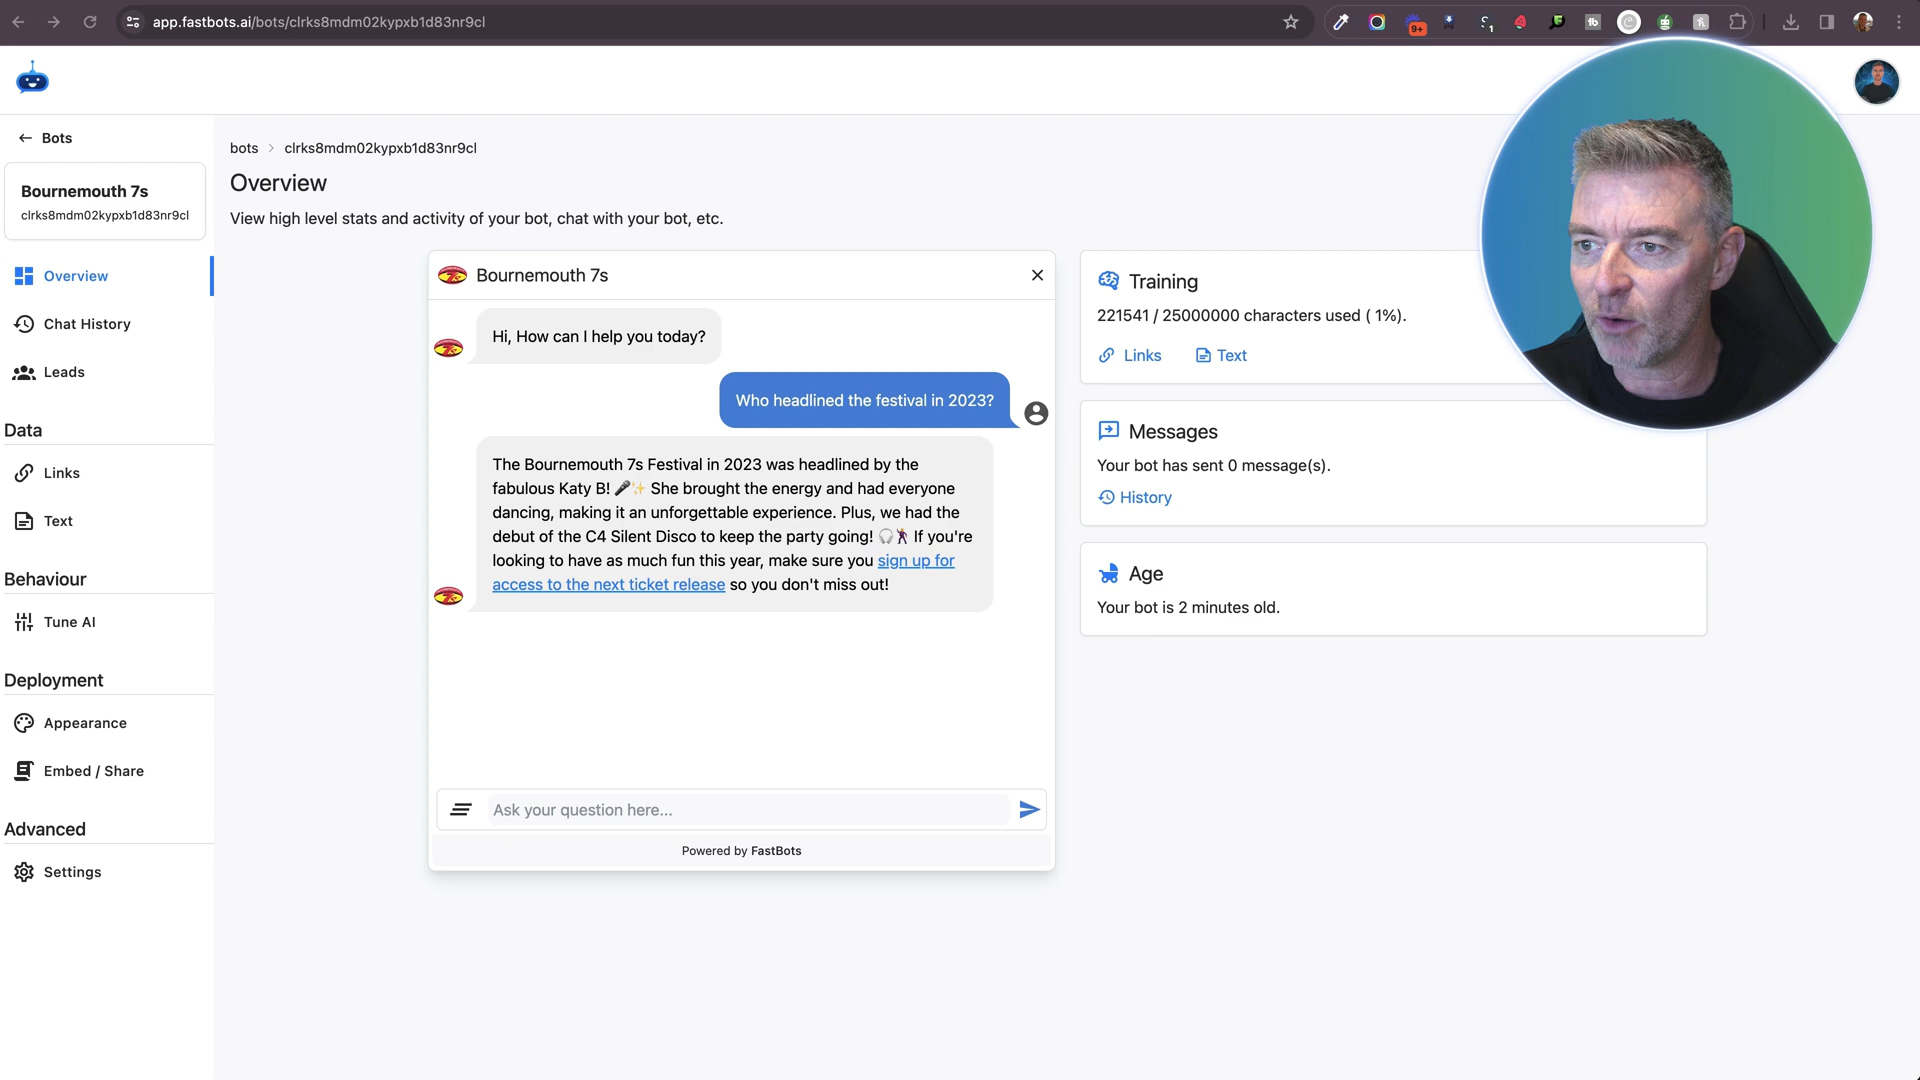 app.fastbots.ai/bots/clrks8mdm02kypxb1d83nr9cl
9+
1
tb
Bots
Bournemouth 7s
clrks8mdm02kypxb1d83nr9cl
Overview
Chat History
Leads
Data
Links
Text
Behaviour
Tune AI
Deployment
Appearance
Embed / Share
Advanced
Settings
bots > clrks8mdm02kypxb1d83nr9cl
Overview
View high level stats and activity of your bot, chat with your bot, etc.
Bournemouth 7s
Hi, How can I help you today?
Who headlined the festival in 2023?
The Bournemouth 7s Festival in 2023 was headlined by the
fabulous Katy B! 🎤✨ She brought the energy and had everyone
dancing, making it an unforgettable experience. Plus, we had the
debut of the C4 Silent Disco to keep the party going! 🎧🕺 If you're
looking to have as much fun this year, make sure you sign up for
access to the next ticket release so you don't miss out!
Ask your question here...
Powered by FastBots
Training
221541 / 25000000 characters used ( 1%).
Links Text
Messages
Your bot has sent 0 message(s).
History
Age
Your bot is 2 minutes old.